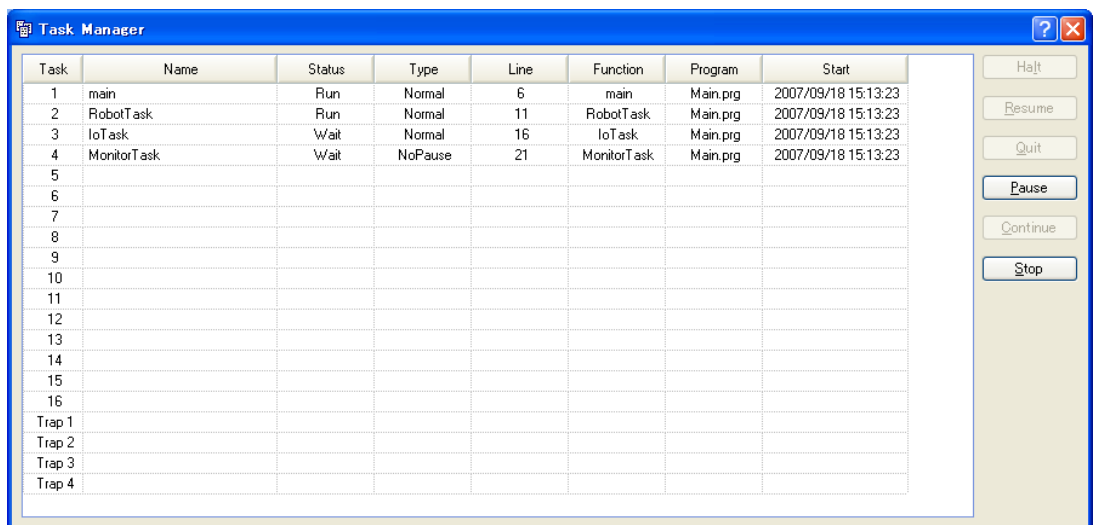 Task Manager
Task Name Status Type Line Function Program Start
1 main Run Normal 6 main Main.prg 2007/09/18 15:13:23
2 RobotTask Run Normal 11 RobotTask Main.prg 2007/09/18 15:13:23
3 IoTask Wait Normal 16 IoTask Main.prg 2007/09/18 15:13:23
4 MonitorTask Wait NoPause 21 MonitorTask Main.prg 2007/09/18 15:13:23
5
6
7
8
9
10
11
12
13
14
15
16
Trap 1
Trap 2
Trap 3
Trap 4
Halt
Resume
Quit
Pause
Continue
Stop